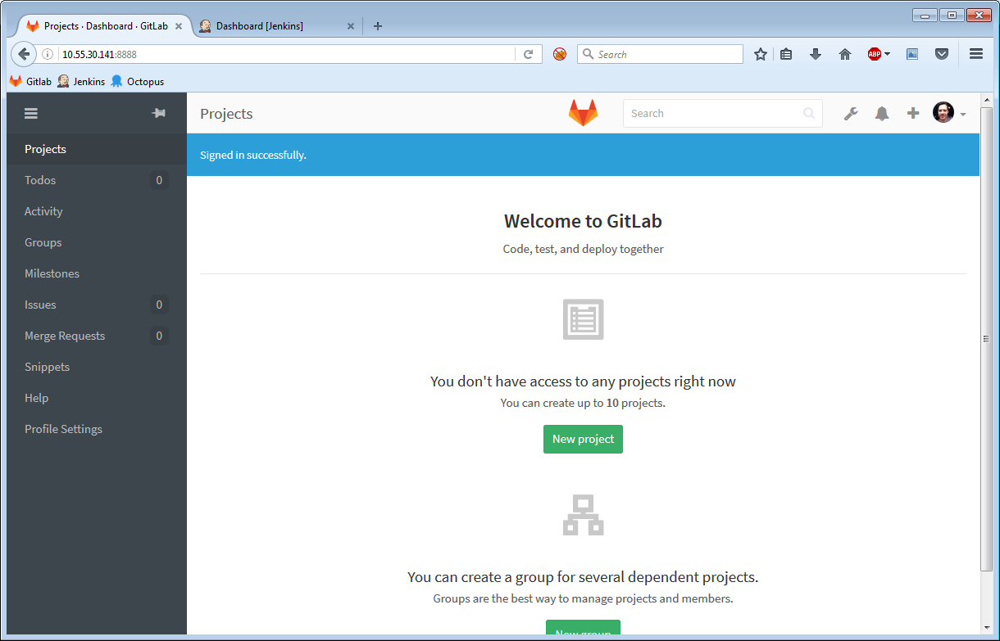 Projects · Dashboard · GitLab
Dashboard [Jenkins]
10.55.30.141:8888
Search
ABP
Gitlab
Jenkins
Octopus
Projects
Search
Projects
Todos 0
Activity
Groups
Milestones
Issues 0
Merge Requests 0
Snippets
Help
Profile Settings
Signed in successfully.
Welcome to GitLab
Code, test, and deploy together
You don't have access to any projects right now
You can create up to 10 projects.
New project
You can create a group for several dependent projects.
Groups are the best way to manage projects and members.
New group